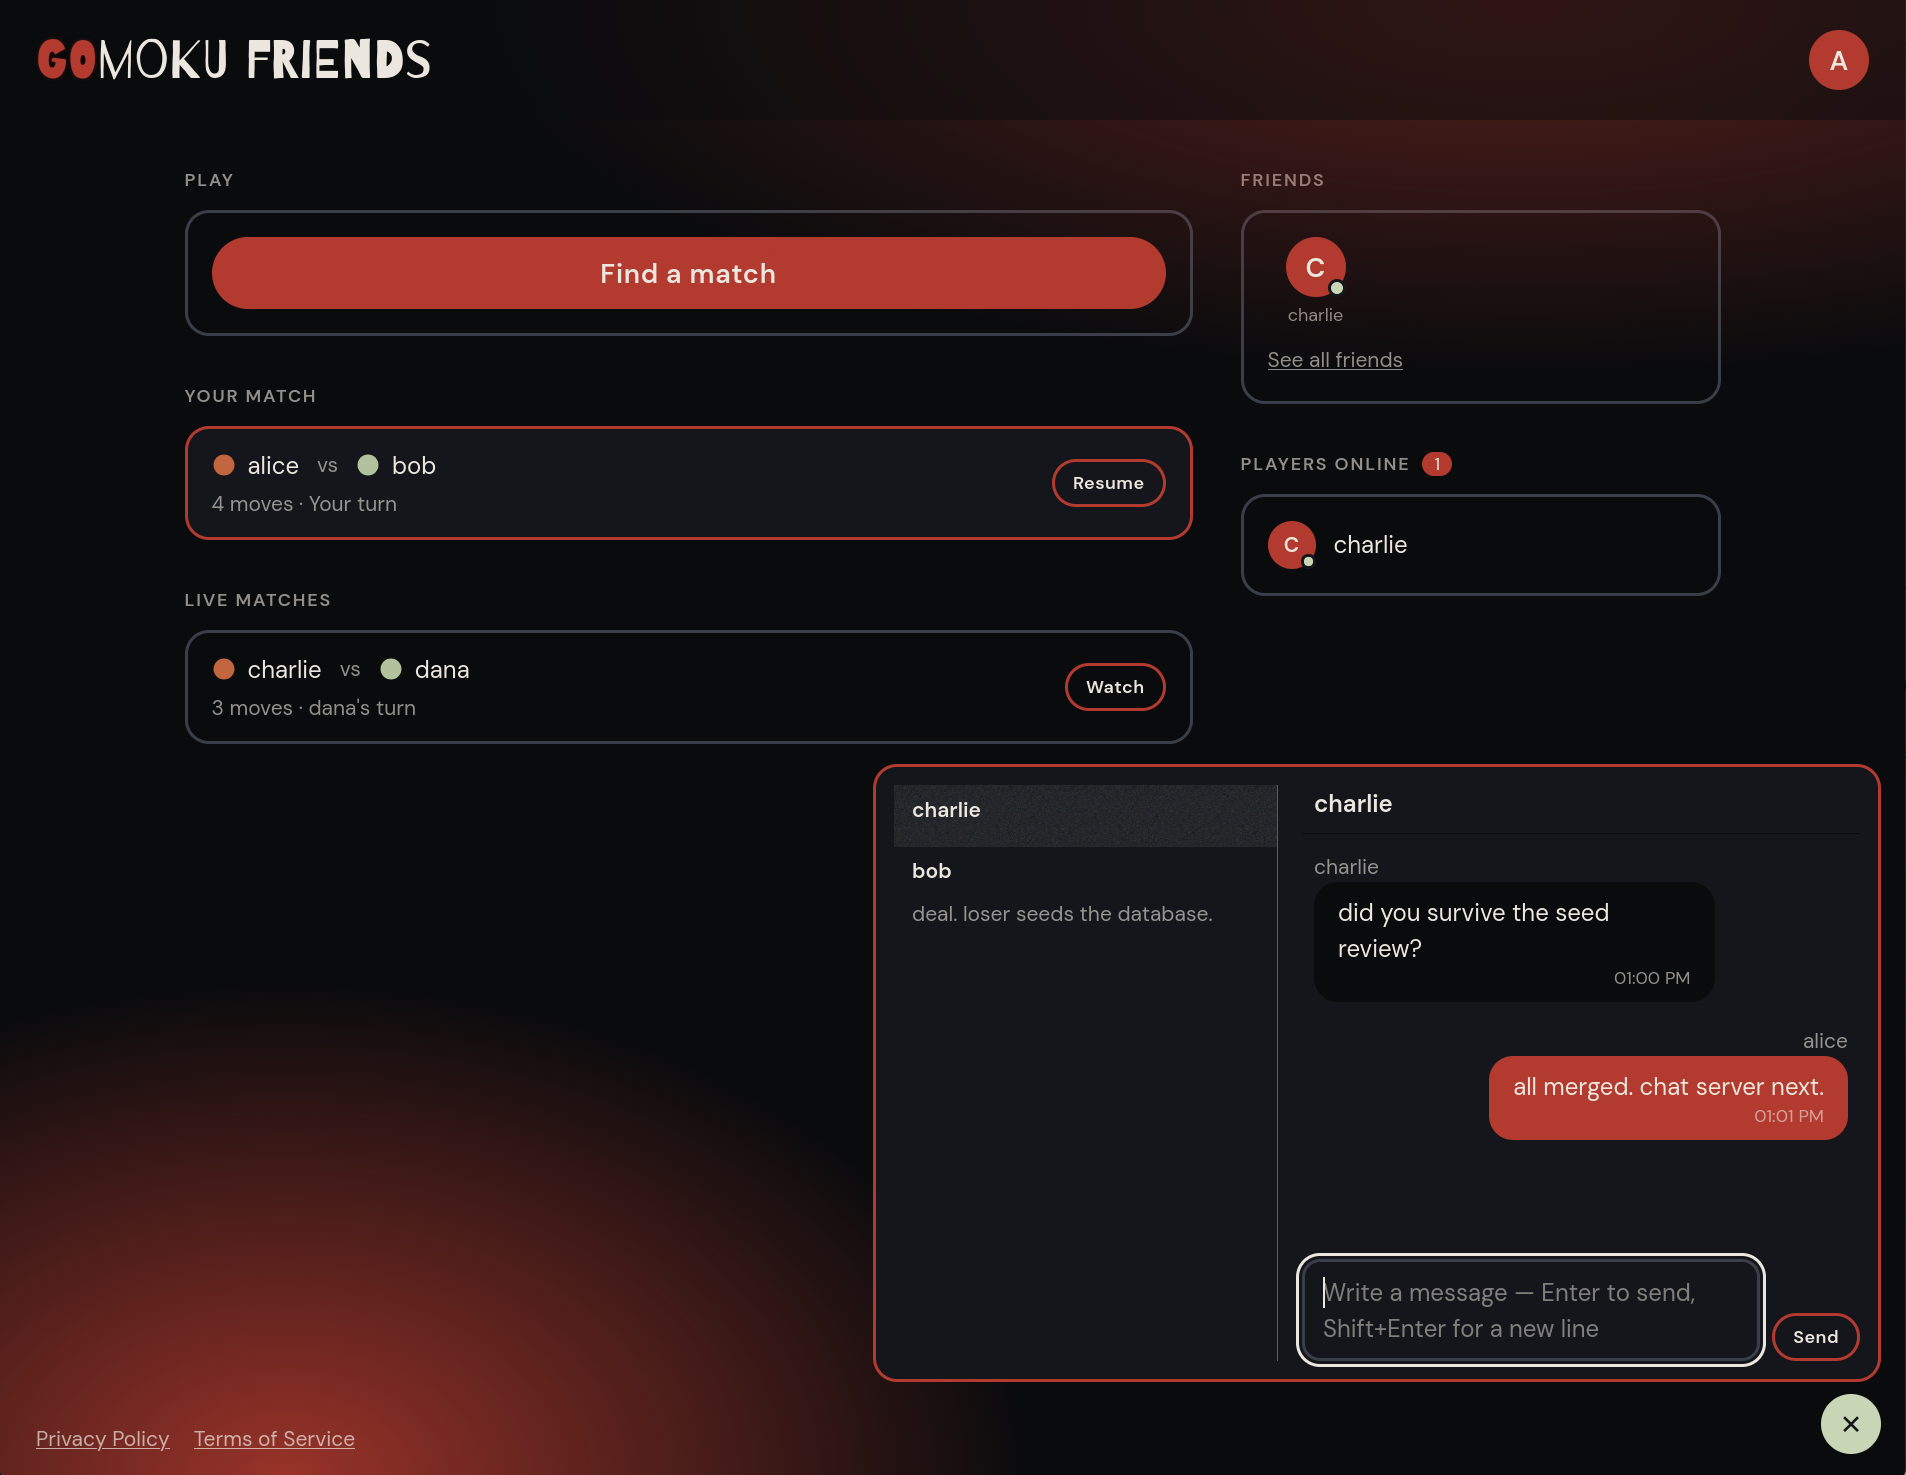 GOMOKU FRIENDS
A
PLAY
Find a match
YOUR MATCH
alice vs bob
4 moves · Your turn
Resume
LIVE MATCHES
charlie vs dana
3 moves · dana's turn
Watch
FRIENDS
C
charlie
See all friends
PLAYERS ONLINE 1
C charlie
charlie
bob
deal. loser seeds the database.
charlie
charlie
did you survive the seed
review?
01:00 PM
alice
all merged. chat server next.
01:01 PM
Write a message — Enter to send,
Shift+Enter for a new line
Send
Privacy Policy Terms of Service